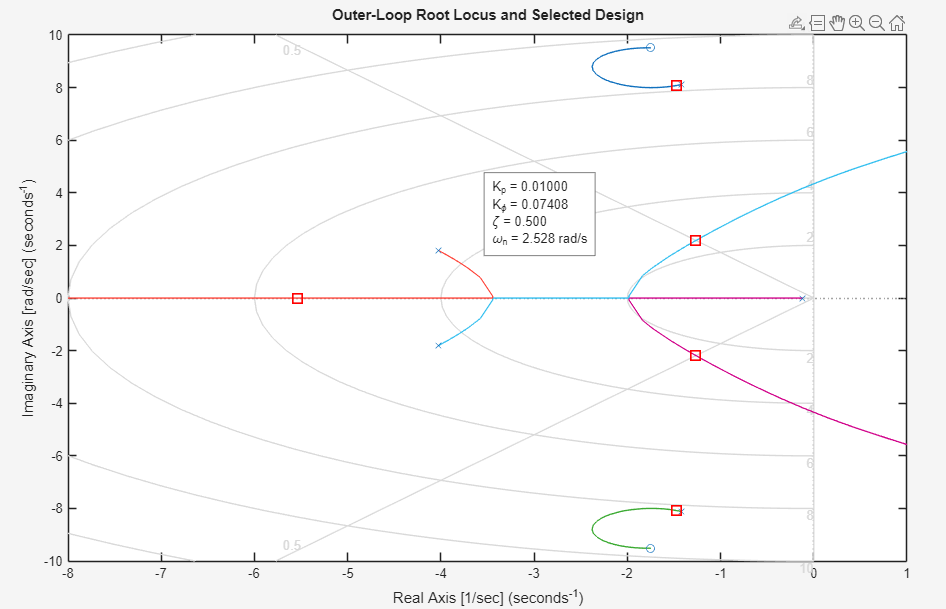 Outer-Loop Root Locus and Selected Design
10
8
6
4
2
0
-2
-4
-6
-8
-10
Imaginary Axis [rad/sec] (seconds⁻¹)
0.5
8
6
4
2
Kₚ = 0.01000
K_ϕ = 0.07408
ζ = 0.500
ωₙ = 2.528 rad/s
2
6
8
0.5
10
-8 -7 -6 -5 -4 -3 -2 -1 0 1
Real Axis [1/sec] (seconds⁻¹)